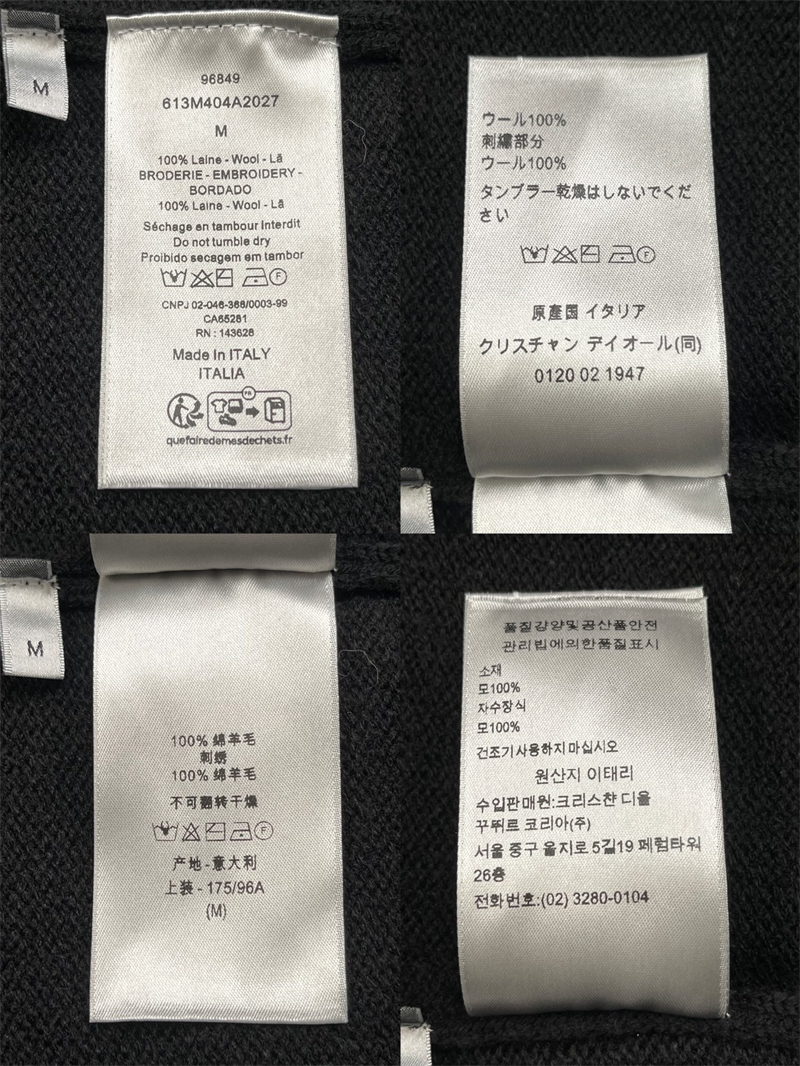 M
96849
613M404A2027
M
100% Laine - Wool - Lã
BRODERIE - EMBROIDERY -
BORDADO
100% Laine - Wool - Lã
Séchage en tambour Interdit
Do not tumble dry
Proibido secagem em tambor
F
CNPJ 02-046-368/0003-99
CA65281
RN : 143628
Made in ITALY
ITALIA
FR
quefairedemesdechets.fr
ウール100%
刺繍部分
ウール100%
タンブラー乾燥はしないでくだ
さい
F
原産国 イタリア
クリスチャン デイオール(同)
0120 02 1947
M
100% 绵羊毛
刺绣
100% 绵羊毛
不可翻转干燥
F
产地-意大利
上装 - 175/96A
(M)
품질경양및공산품안전
관리법에의한품질표시
소재
모100%
자수장식
모100%
건조기사용하지마십시오
원산지 이태리
수입판매원:크리스챤 디올
꾸뛰르 코리아(주)
서울 중구 을지로 5길19 페럼타워
26층
전화번호:(02) 3280-0104